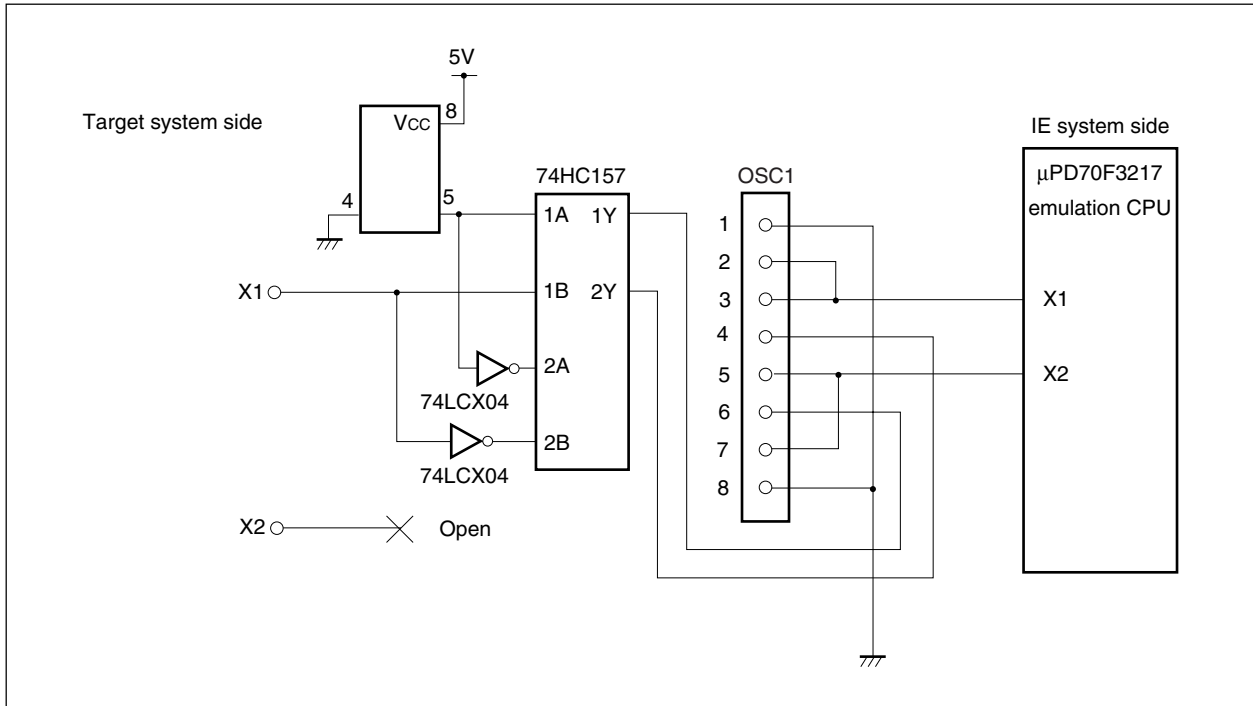 5V
Target system side
VCC
8
4
5
IE system side
µPD70F3217
emulation CPU
74HC157
OSC1
1A
1Y
1
2
X1
1B
2Y
3
X1
4
2A
74LCX04
5
X2
6
2B
7
74LCX04
8
X2
Open